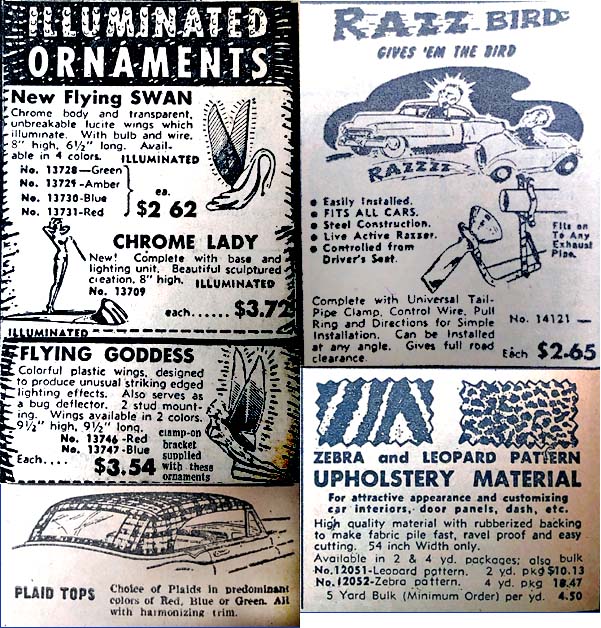 ILLUMINATED
ORNAMENTS
New Flying SWAN
Chrome body and transparent,
unbreakable lucite wings which
illuminate. With bulb and wire.
8" high, 6½" long. Avail-
able in 4 colors. ILLUMINATED
No. 13728—Green
No. 13729-Amber
No. 13730-Blue
No. 13731-Red
ea.
$2 62
CHROME LADY
New! Complete with base and
lighting unit. Beautiful sculptured
creation, 8" high. ILLUMINATED
No. 13709
each...... $3.72
ILLUMINATED
FLYING GODDESS
Colorful plastic wings, designed
to produce unusual striking edged
lighting effects. Also serves as
a bug deflector. 2 stud mount-
ing. Wings available in 2 colors.
9½" high, 9½" long.
No. 13746-Red
No. 13747-Blue
Each.... $3.54
clamp-on
bracket
supplied
with these
ornaments
PLAID TOPS
Choice of Plaids in predominant
colors of Red, Blue or Green. All
with harmonizing trim.
RAZZ BIRD
GIVES 'EM THE BIRD
RAZZZZ
• Easily Installed.
• FITS ALL CARS.
• Steel Construction.
• Live Active Razzer.
• Controlled from
Driver's Seat.
Fits on
To Any
Exhaust
Pipe.
Complete with Universal Tail-
Pipe Clamp, Control Wire, Pull
Ring and Directions for Simple
Installation. Can be installed
at any angle. Gives full road
clearance.
No. 14121 —
Each $2.65
ZEBRA and LEOPARD PATTERN
UPHOLSTERY MATERIAL
For attractive appearance and customizing
car interiors, door panels, dash, etc.
High quality material with rubberized backing
to make fabric pile fast, ravel proof and easy
cutting. 54 inch Width only.
Available in 2 & 4 yd. packages; also bulk
No. 12051-Leopard pattern. 2 yd. pkg $10.13
No. 12052-Zebra pattern. 4 yd. pkg 18.47
5 Yard Bulk (Minimum Order) per yd. 4.50